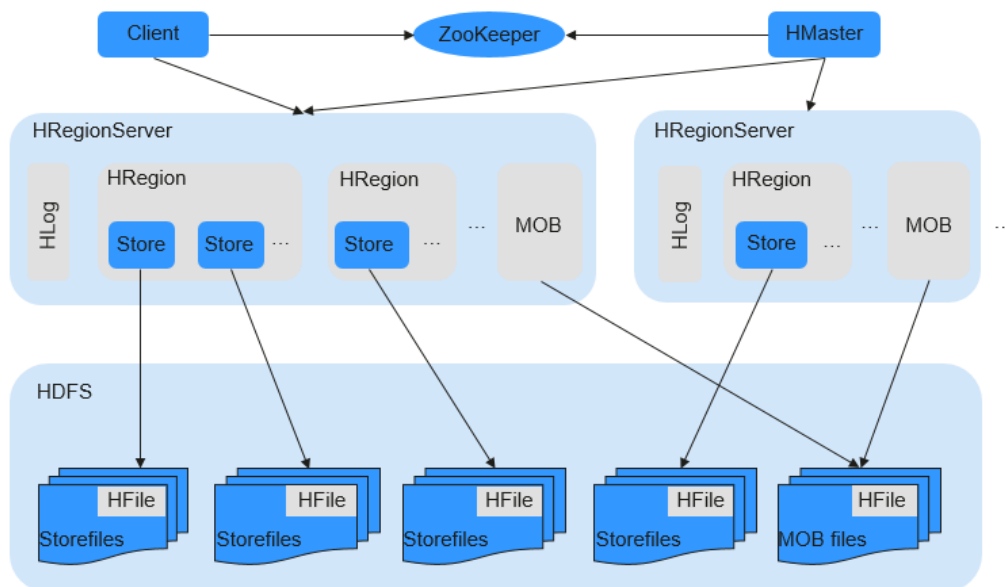 Client
ZooKeeper
HMaster
HRegionServer
HRegionServer
HLog
HRegion
Store
Store
...
HRegion
Store
...
...
MOB
HLog
HRegion
Store
...
...
MOB
...
HDFS
HFile
Storefiles
HFile
Storefiles
HFile
Storefiles
HFile
Storefiles
HFile
MOB files